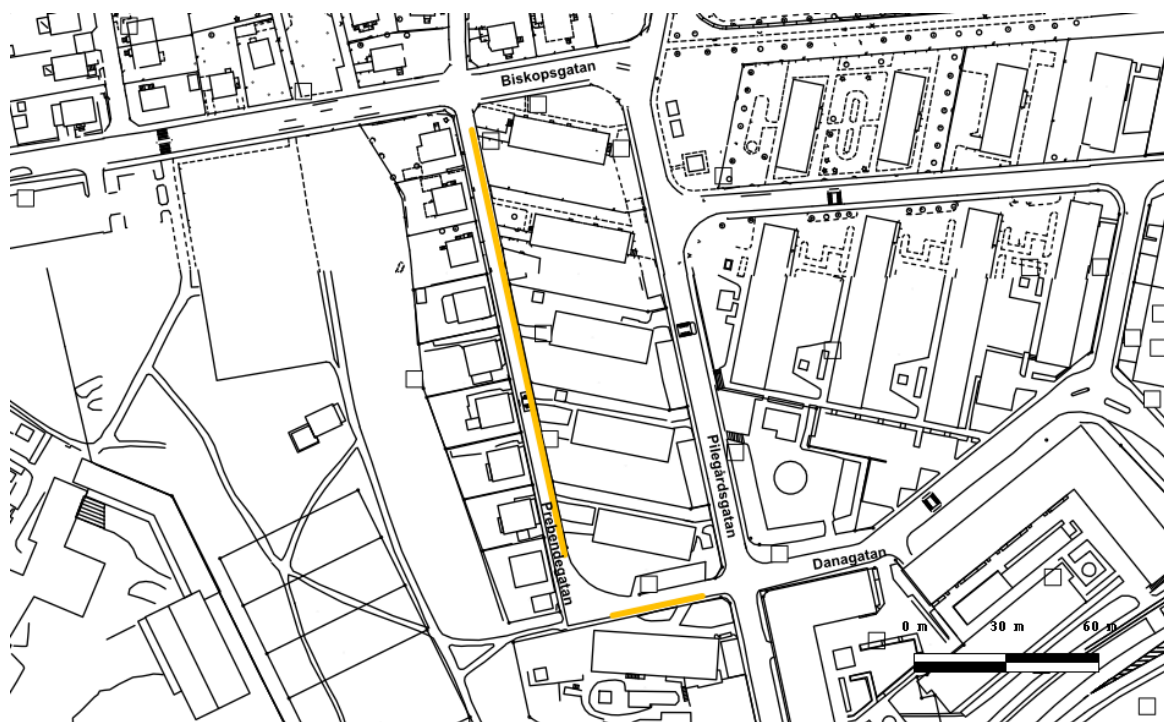 Biskopsgatan
Pilegårdsgatan
Prebendegatan
Danagatan
0 m 30 m 60 m